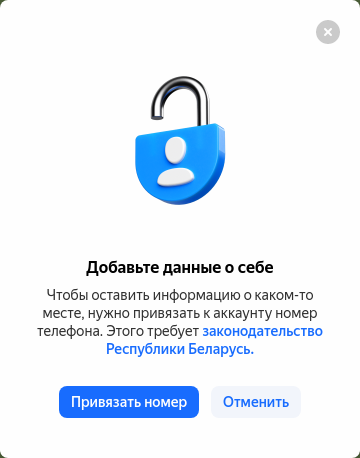 Добавьте данные о себе
Чтобы оставить информацию о каком-то
месте, нужно привязать к аккаунту номер
телефона. Этого требует законодательство
Республики Беларусь.
Привязать номер
Отменить